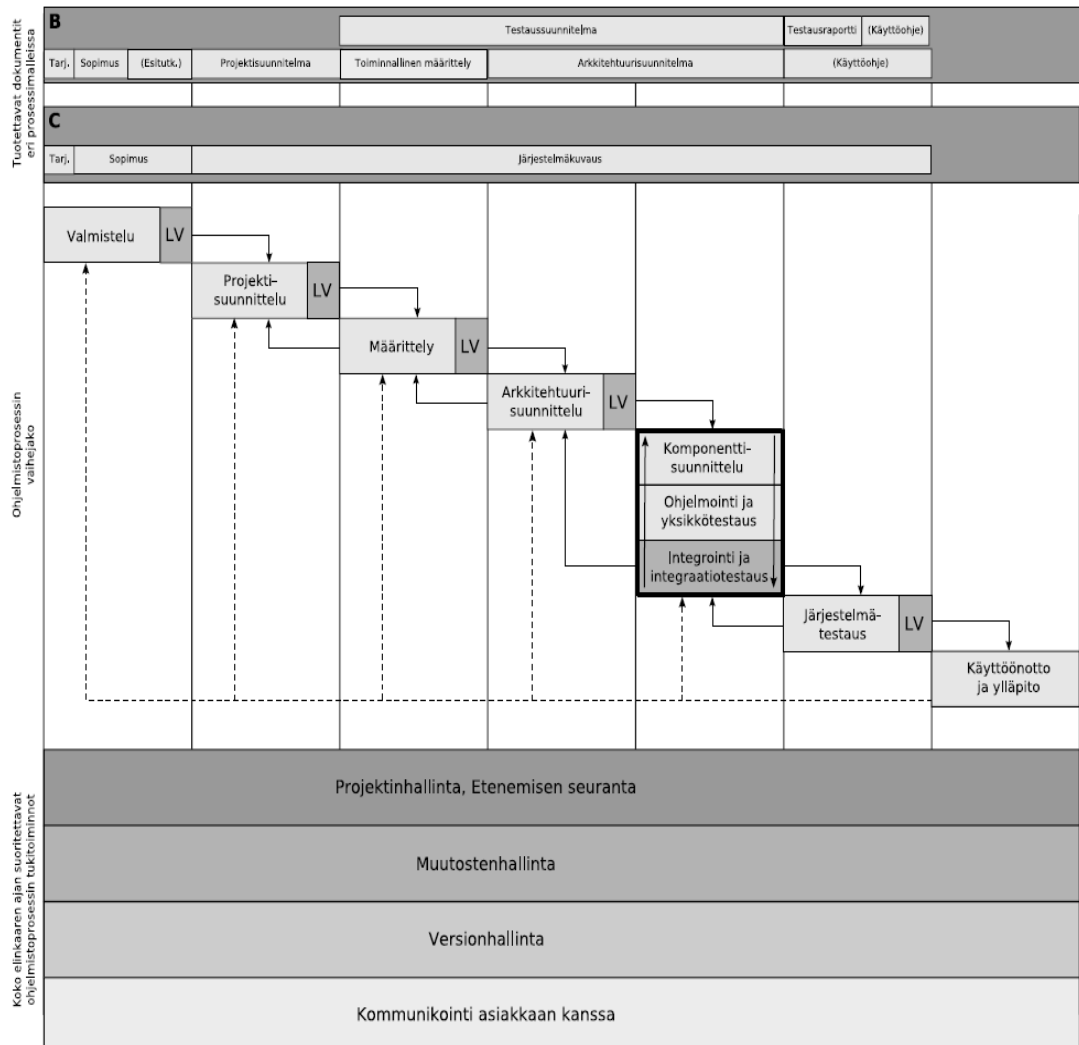 Tuotettavat dokumentit
eri prosessimalleissa
B
Testaussuunnitelma
Testausraportti
(Käyttöohje)
Tarj.
Sopimus
(Esitutk.)
Projektisuunnitelma
Toiminnallinen määrittely
Arkkitehtuurisuunnitelma
(Käyttöohje)
C
Tarj.
Sopimus
Järjestelmäkuvaus
Ohjelmistoprosessin
vaihejako
Valmistelu
LV
Projekti-
suunnittelu
LV
Määrittely
LV
Arkkitehtuuri-
suunnittelu
LV
Komponentti-
suunnittelu
Ohjelmointi ja
yksikkötestaus
Integrointi ja
integraatiotestaus
Järjestelmä-
testaus
LV
Käyttöönotto
ja ylläpito
Koko elinkaaren ajan suoritettavat
ohjelmistoprosessin tukitoiminnot
Projektinhallinta, Etenemisen seuranta
Muutostenhallinta
Versionhallinta
Kommunikointi asiakkaan kanssa